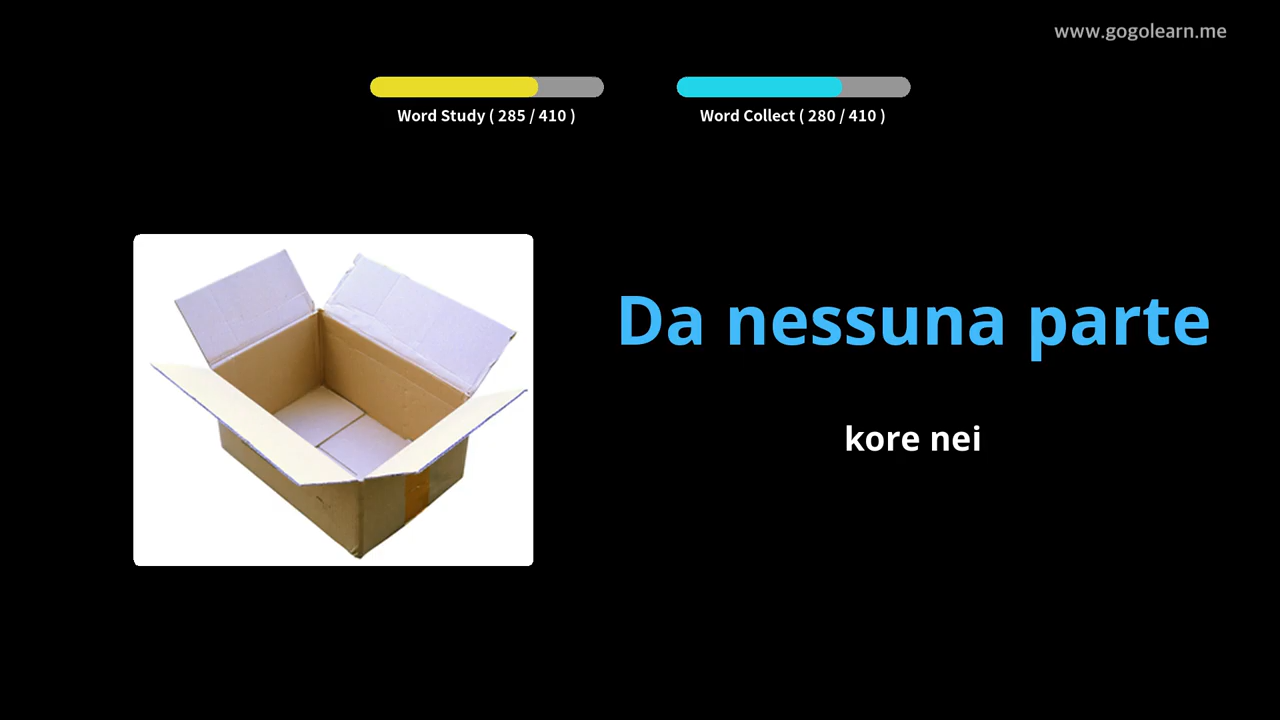 www.gogolearn.me
Word Study ( 285 / 410 )
Word Collect ( 280 / 410 )
Da nessuna parte
kore nei